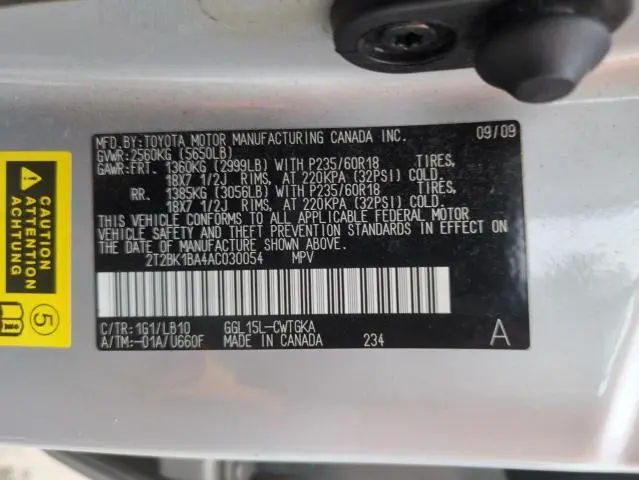 MFD.BY:TOYOTA MOTOR MANUFACTURING CANADA INC. 09/09
GVWR:2560KG (5650LB)
GAWR:FRT. 1360KG (2999LB) WITH P235/60R18 TIRES,
18X7 1/2J RIMS, AT 220KPA (32PSI) COLD.
RR. 1385KG (3056LB) WITH P235/60R18 TIRES,
18X7 1/2J RIMS, AT 220KPA (32PSI) COLD.
THIS VEHICLE CONFORMS TO ALL APPLICABLE FEDERAL MOTOR
VEHICLE SAFETY AND THEFT PREVENTION STANDARDS IN EFFECT ON
THE DATE OF MANUFACTURE SHOWN ABOVE.
2T2BK1BA4AC030054 MPV
C/TR:1G1/LB10 GGL15L-CWTGKA
A/TM:-01A/U660F MADE IN CANADA 234 A
CAUTION
ATTENTION
ACHTUNG
5